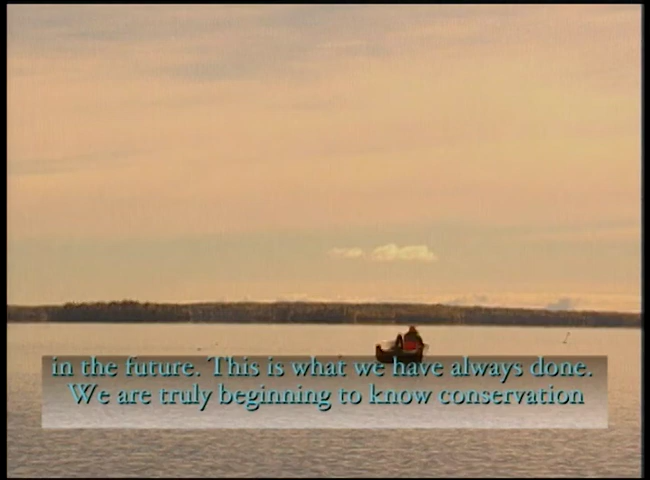 in the future. This is what we have always done.
We are truly beginning to know conservation